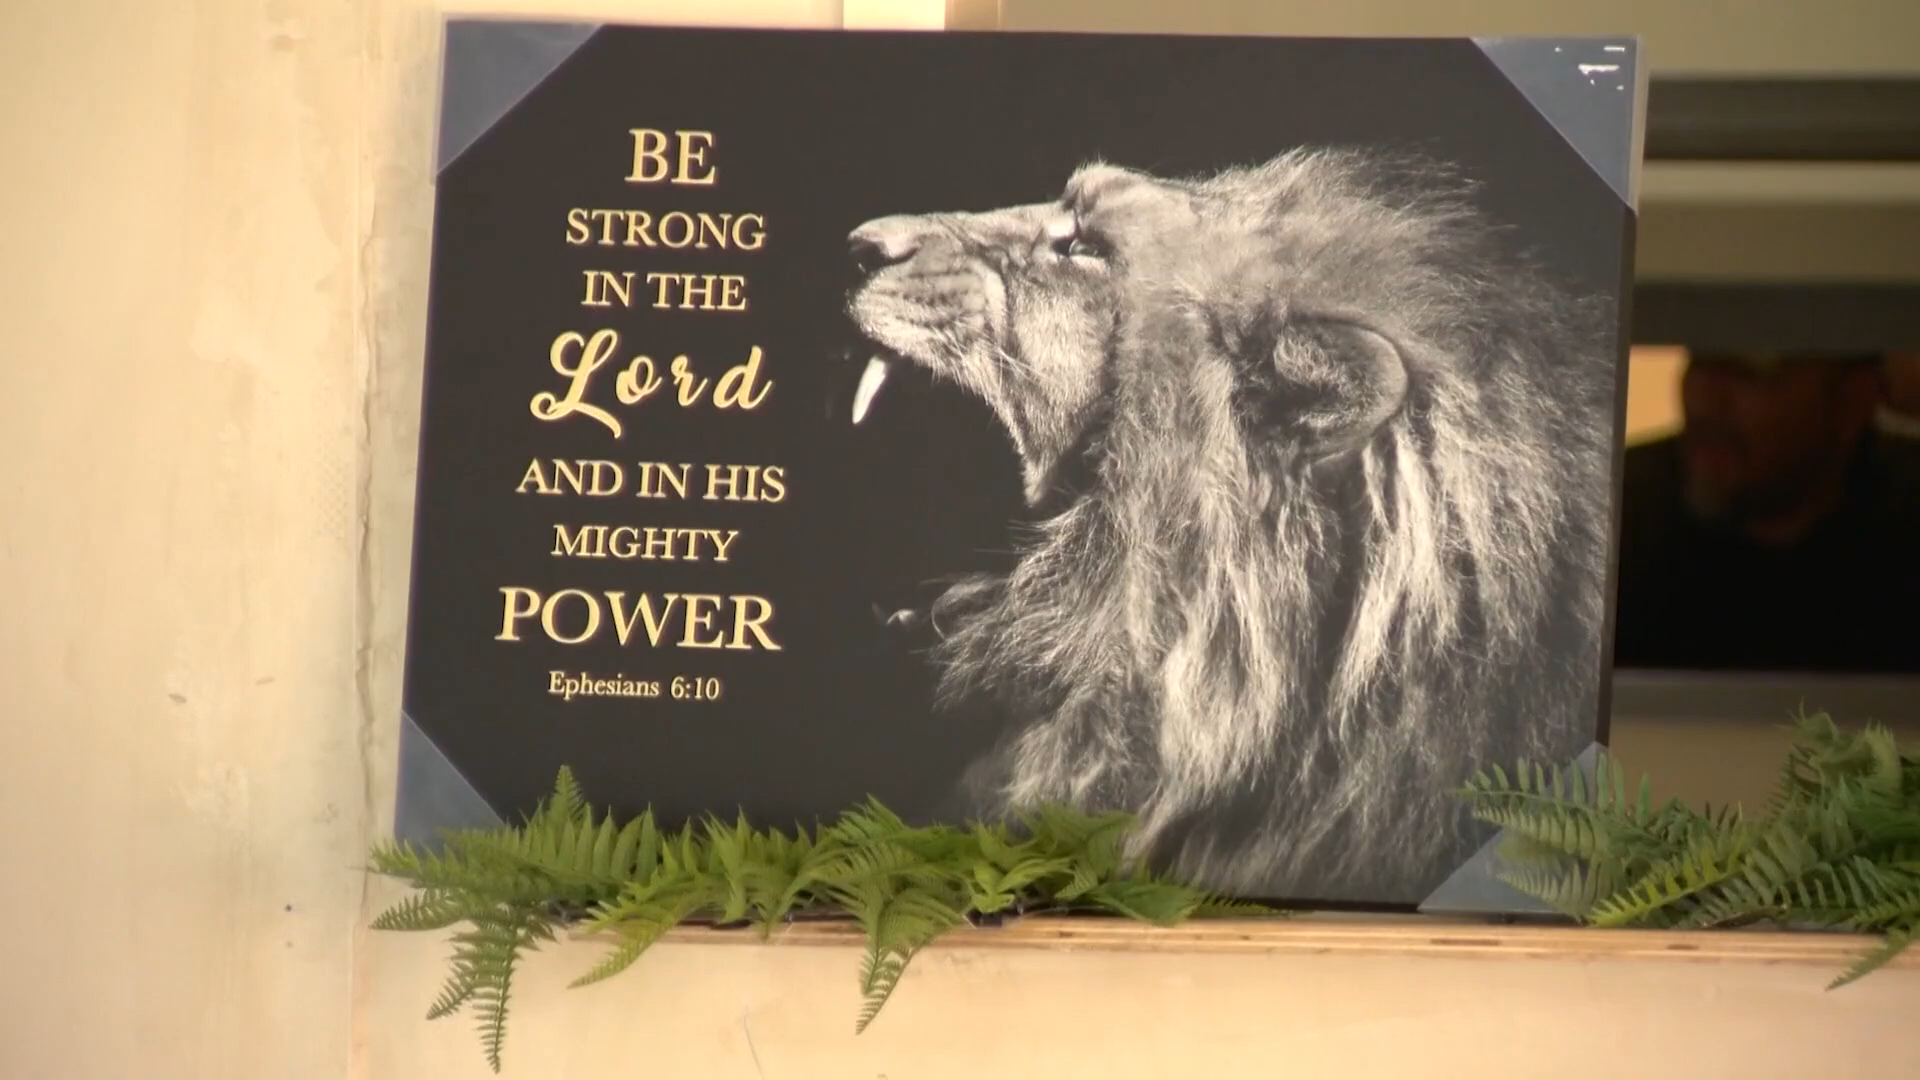 BE
STRONG
IN THE
Lord
AND IN HIS
MIGHTY
POWER
Ephesians 6:10